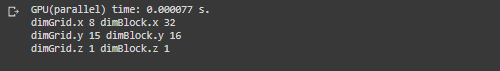 GPU(parallel) time: 0.000077 s.
dimGrid.x 8 dimBlock.x 32
dimGrid.y 15 dimBlock.y 16
dimGrid.z 1 dimBlock.z 1